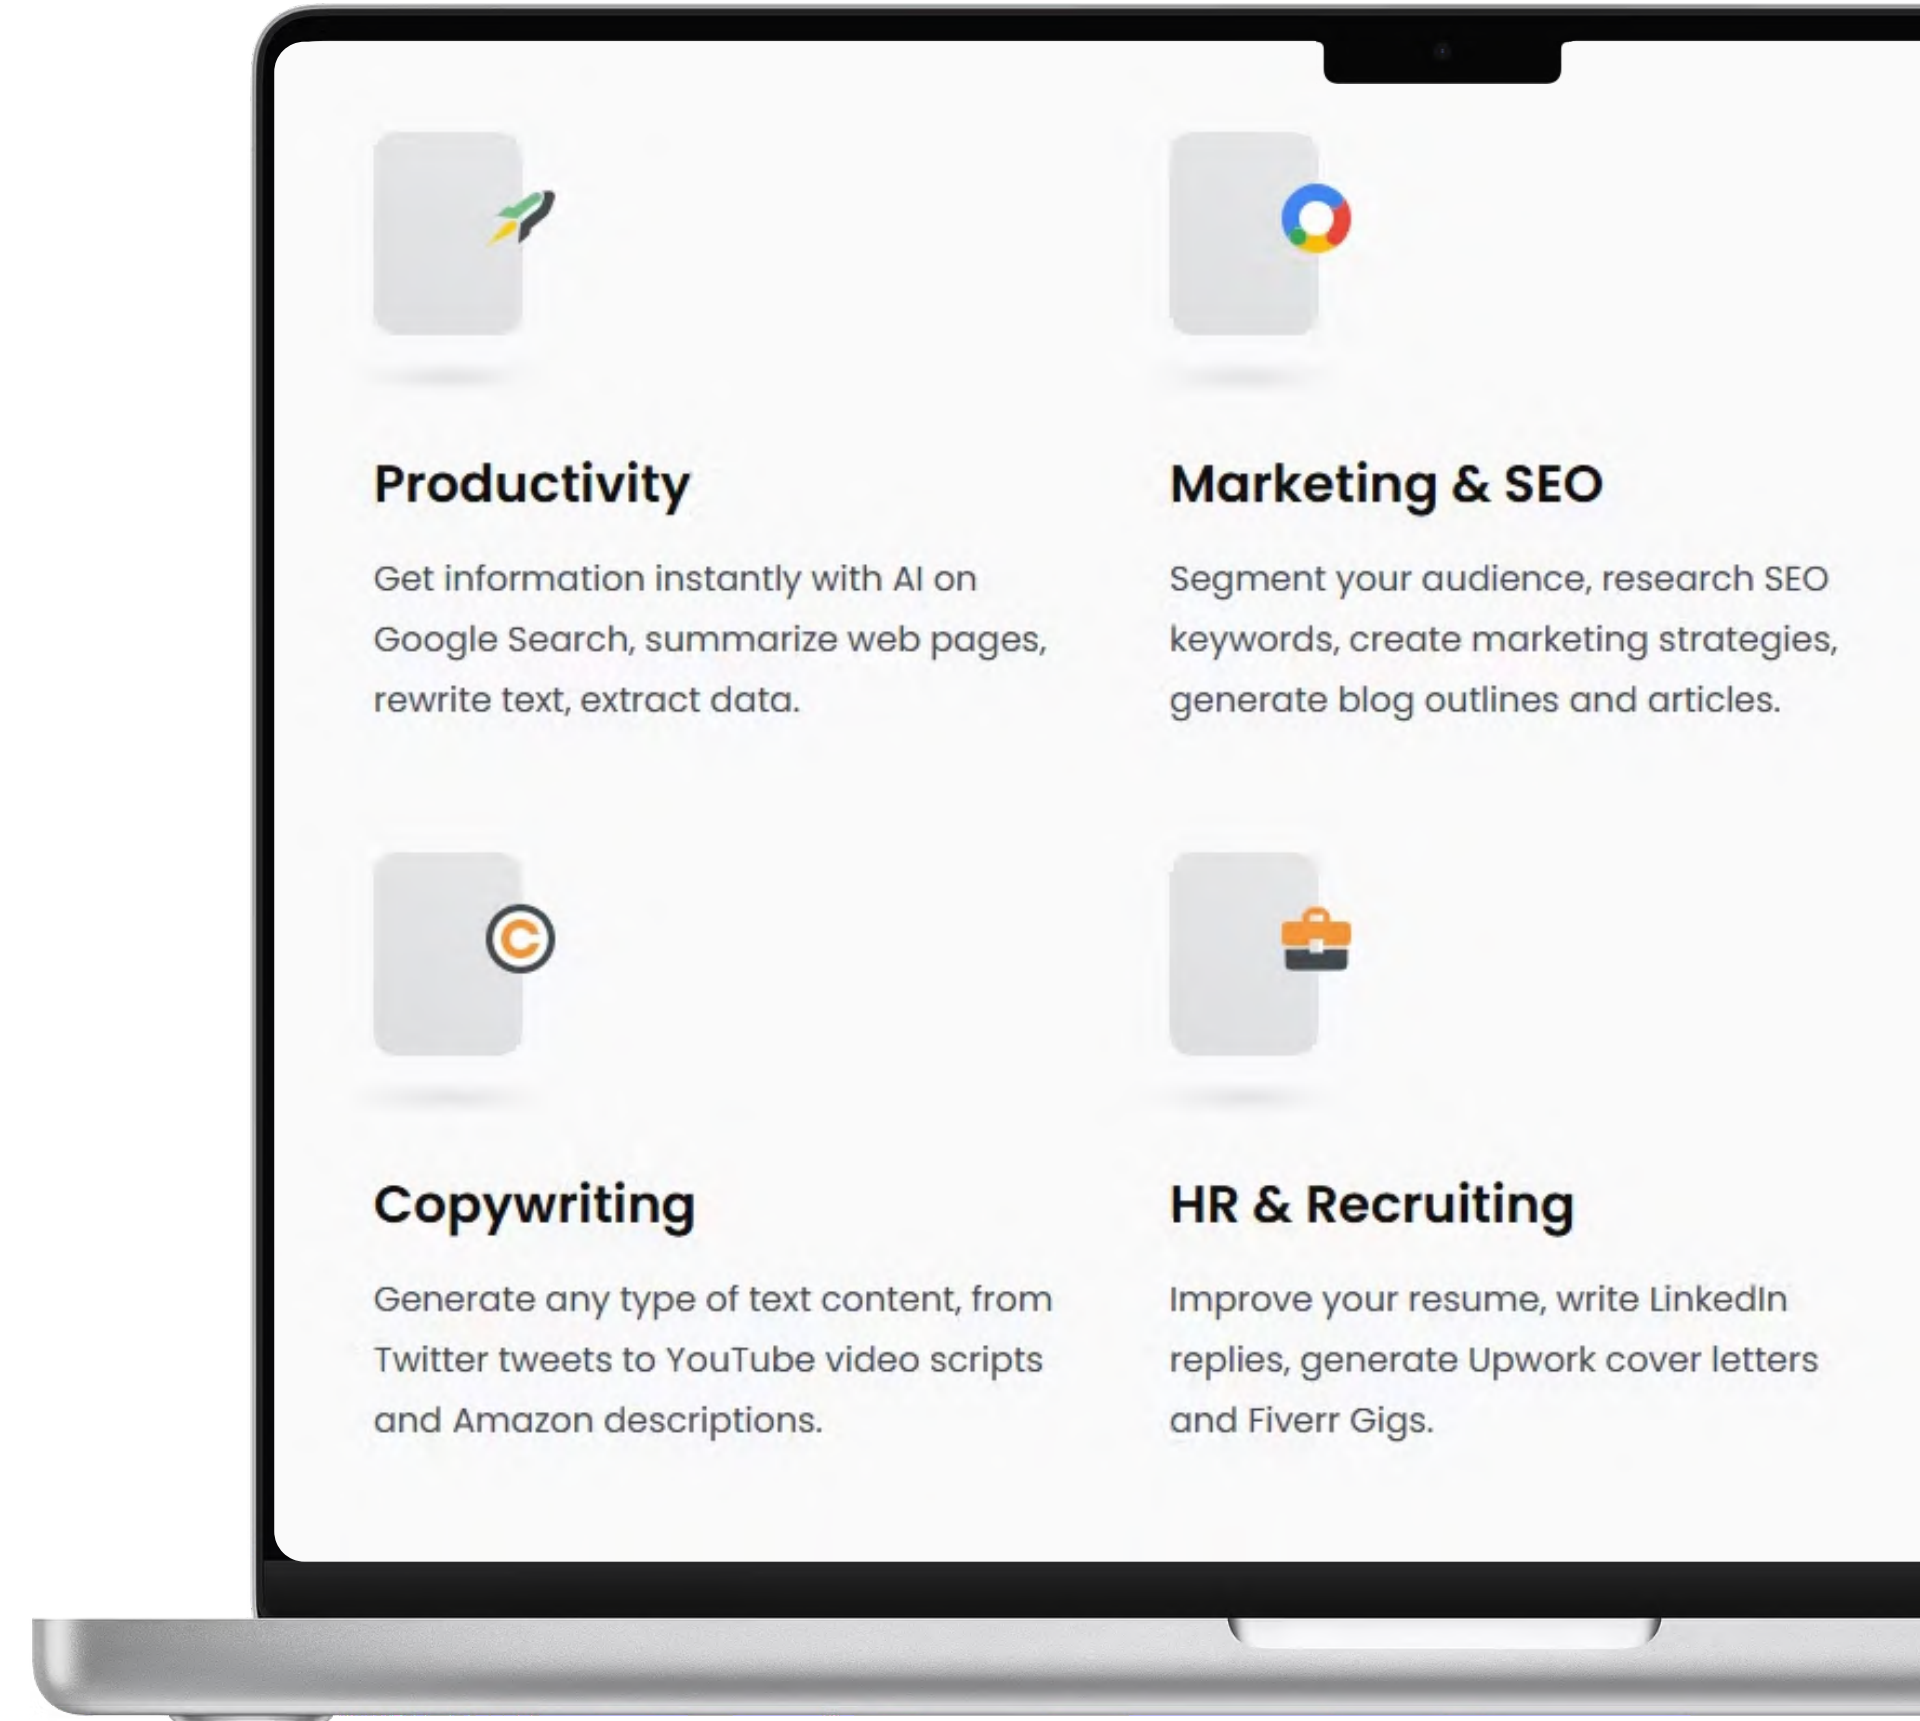 Productivity
Get information instantly with AI on
Google Search, summarize web pages,
rewrite text, extract data.
Marketing & SEO
Segment your audience, research SEO
keywords, create marketing strategies,
generate blog outlines and articles.
Copywriting
Generate any type of text content, from
Twitter tweets to YouTube video scripts
and Amazon descriptions.
HR & Recruiting
Improve your resume, write LinkedIn
replies, generate Upwork cover letters
and Fiverr Gigs.